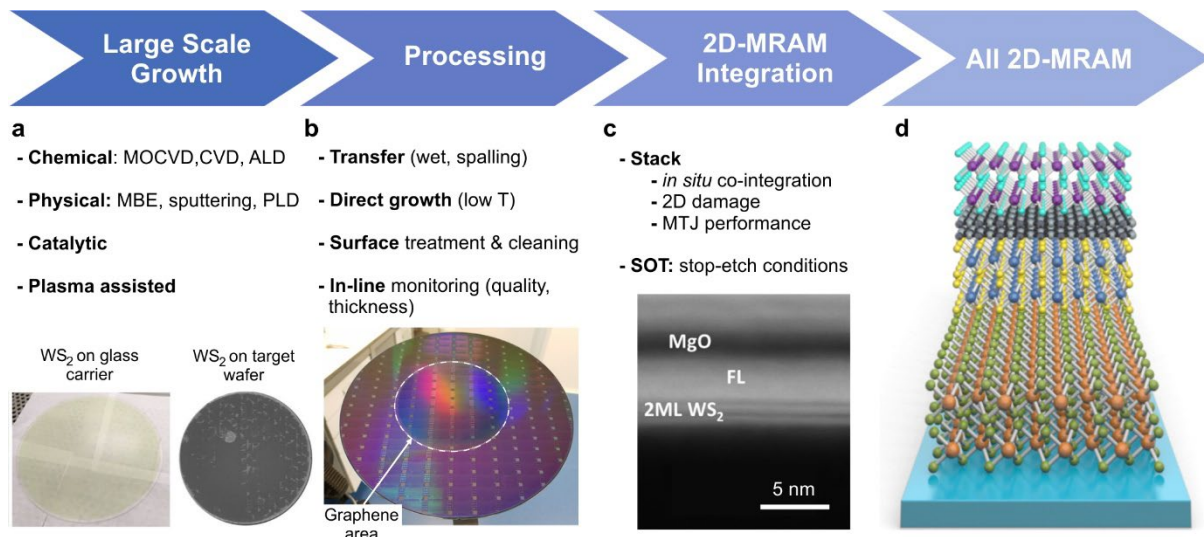 Large Scale
Growth
Processing
2D-MRAM
Integration
All 2D-MRAM
a
- Chemical: MOCVD,CVD, ALD
- Physical: MBE, sputtering, PLD
- Catalytic
- Plasma assisted
WS2 on glass
carrier
WS2 on target
wafer
b
- Transfer (wet, spalling)
- Direct growth (low T)
- Surface treatment & cleaning
- In-line monitoring (quality,
thickness)
Graphene
area
c
- Stack
- in situ co-integration
- 2D damage
- MTJ performance
- SOT: stop-etch conditions
MgO
FL
2ML WS2
5 nm
d